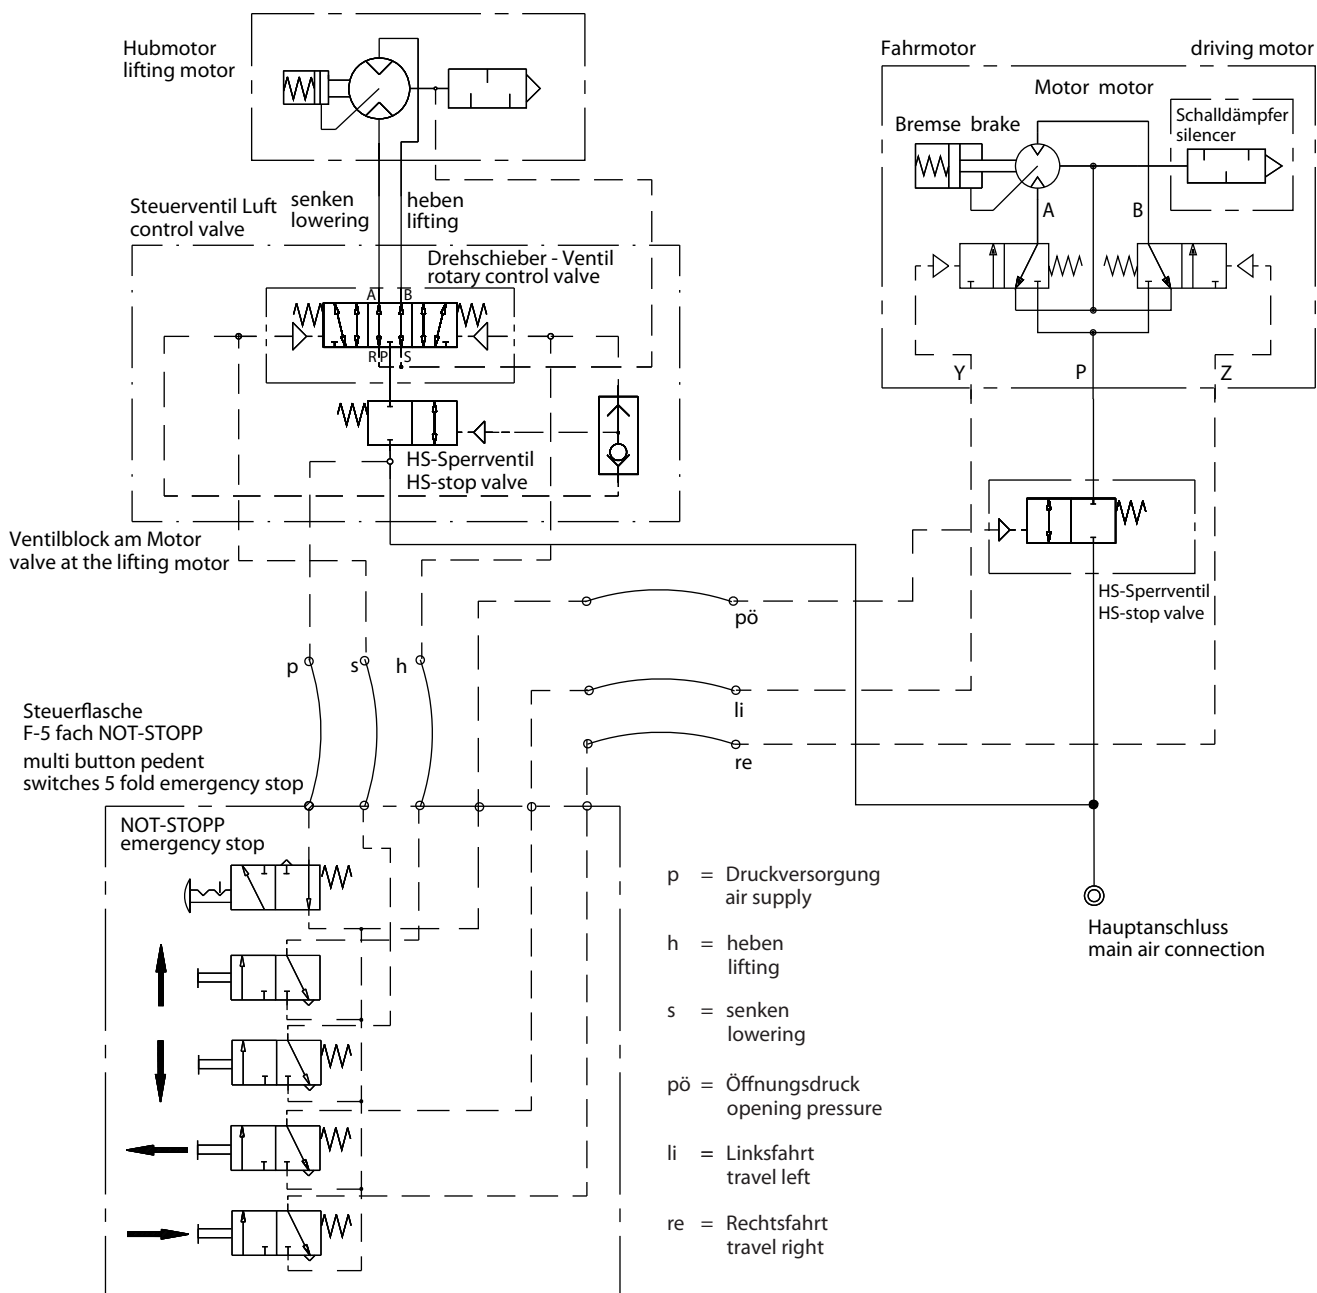 Hubmotor
lifting motor
Fahrmotor
driving motor
Motor motor
Schalldämpfer
silencer
Bremse brake
A
B
senken
lowering
heben
lifting
Steuerventil Luft
control valve
Drehschieber - Ventil
rotary control valve
A
B
R
P
S
Y
P
Z
HS-Sperrventil
HS-stop valve
Ventilblock am Motor
valve at the lifting motor
HS-Sperrventil
HS-stop valve
pö
p
s
h
li
re
Steuerflasche
F-5 fach NOT-STOPP
multi button pedent
switches 5 fold emergency stop
NOT-STOPP
emergency stop
p = Druckversorgung
air supply
h = heben
lifting
s = senken
lowering
pö = Öffnungsdruck
opening pressure
li = Linksfahrt
travel left
re = Rechtsfahrt
travel right
Hauptanschluss
main air connection